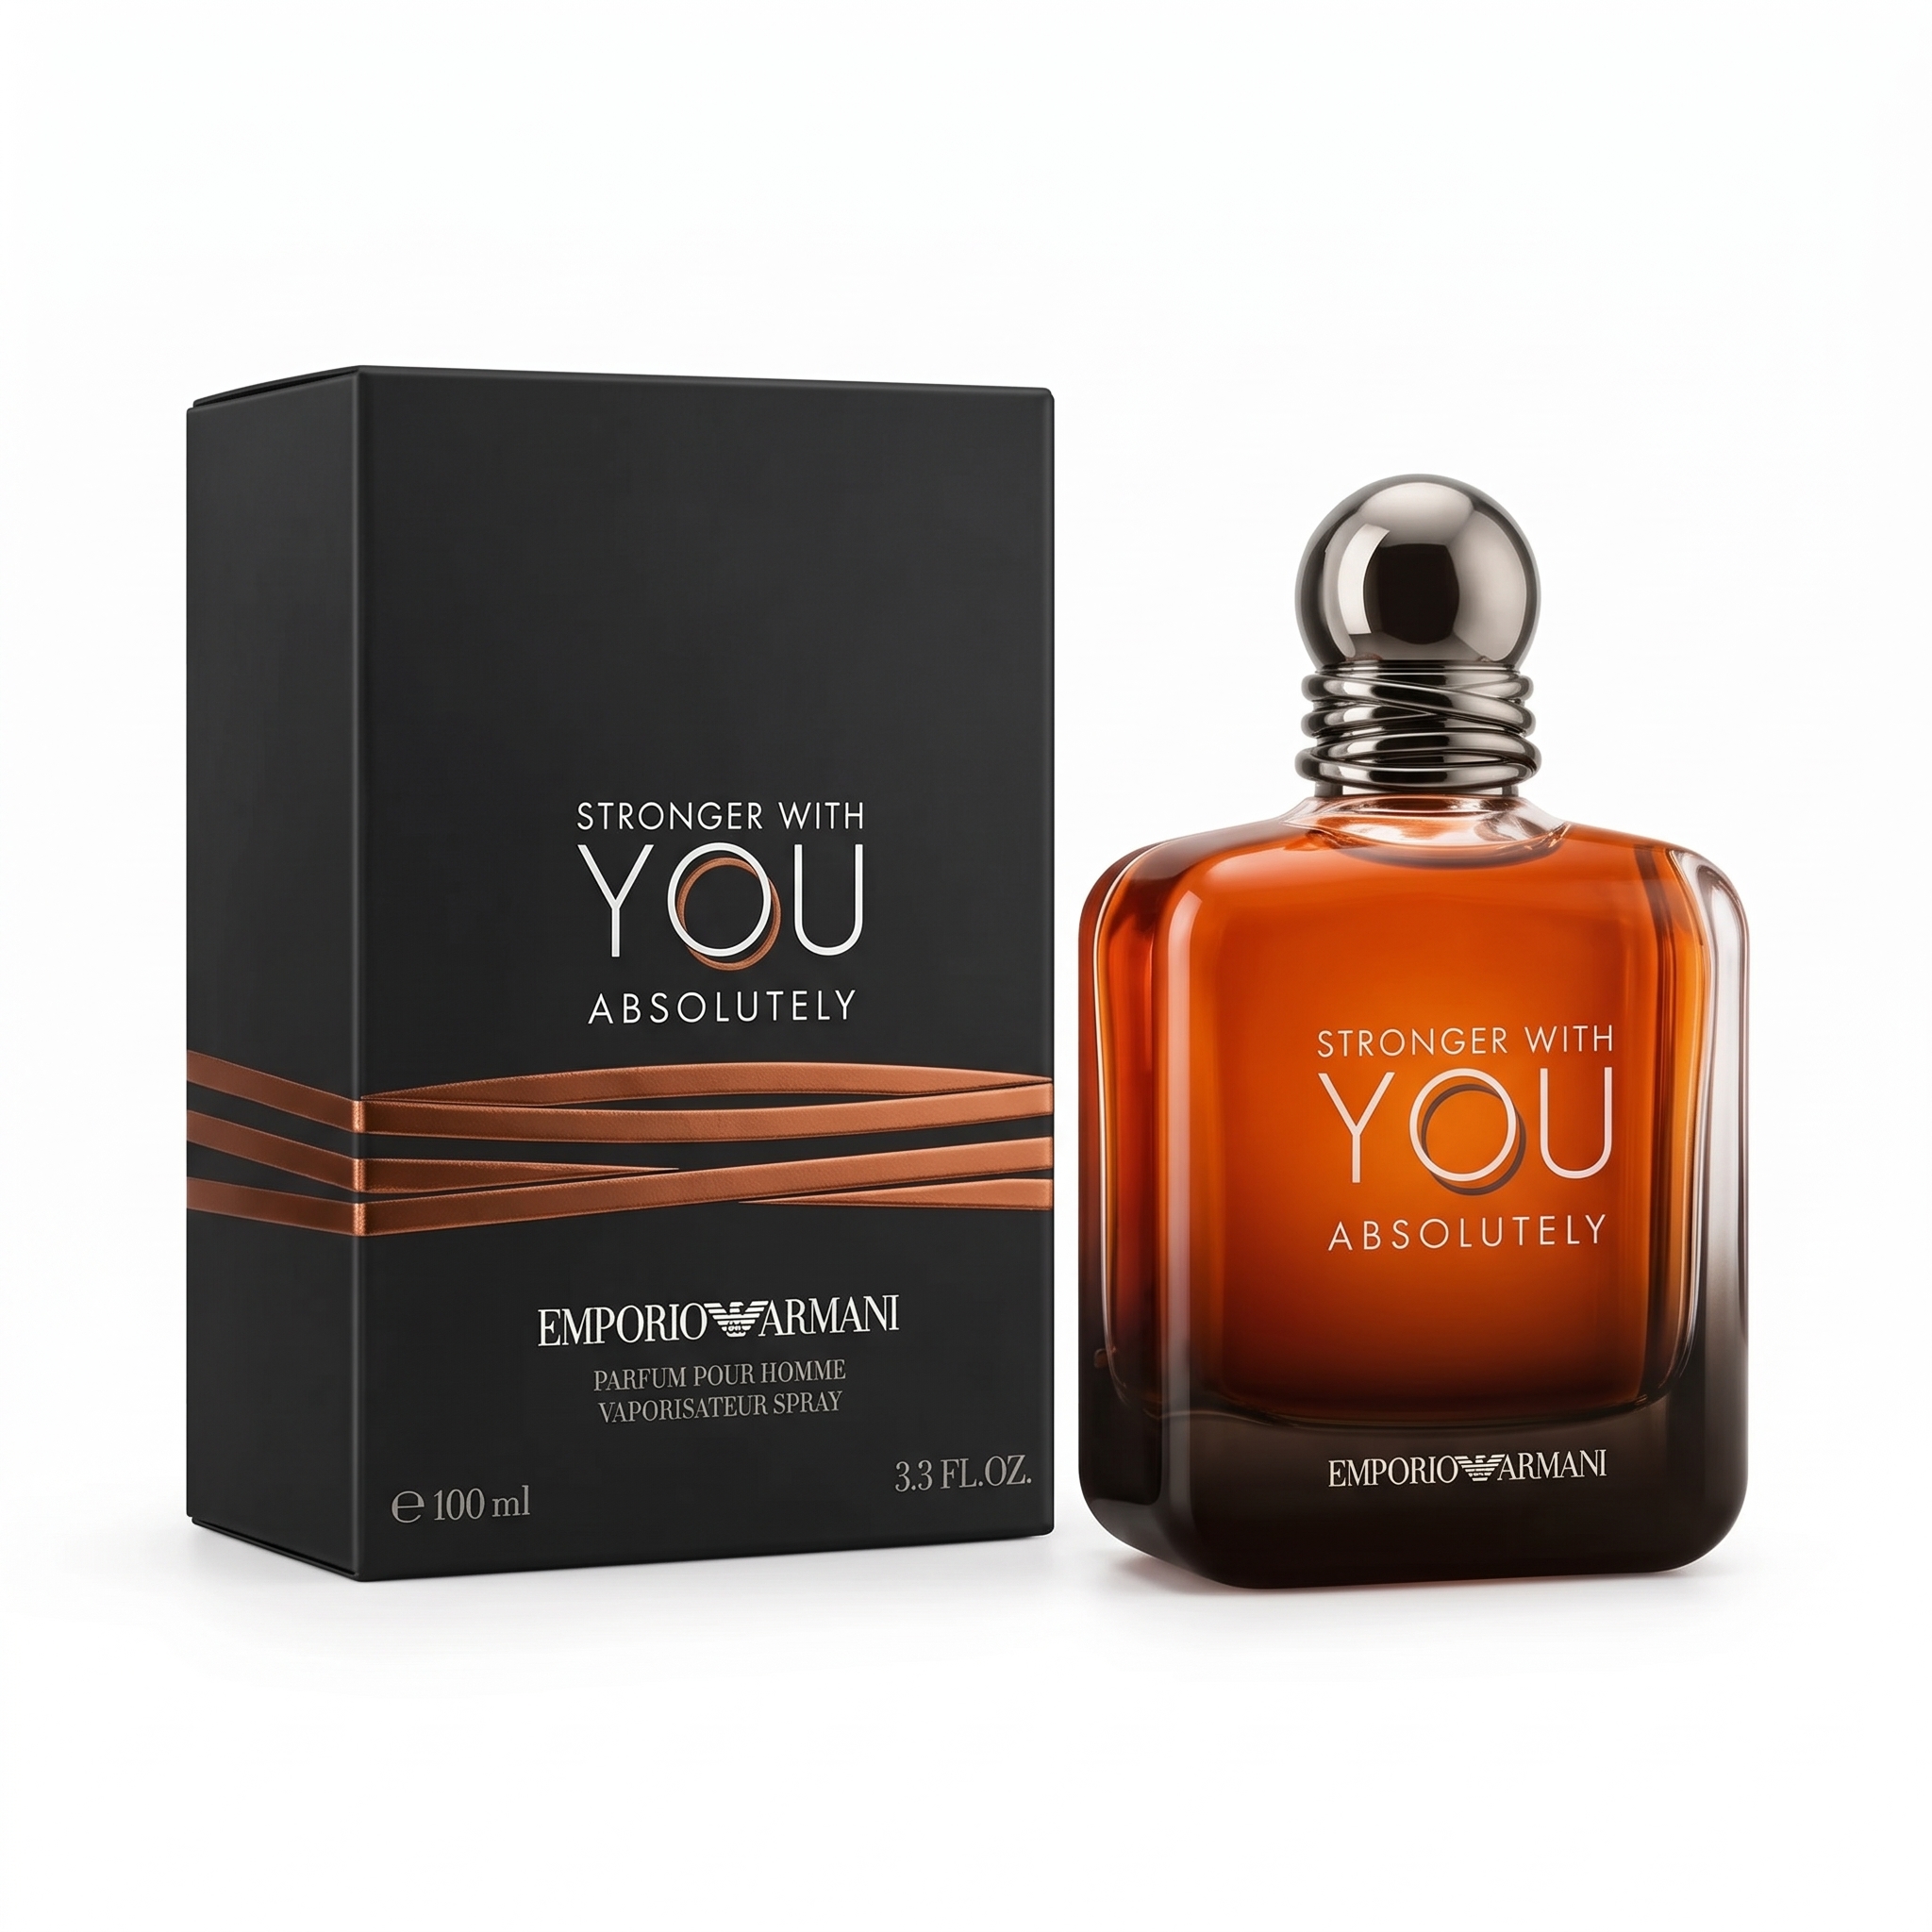 STRONGER WITH
YOU
ABSOLUTELY
EMPORIO ARMANI
PARFUM POUR HOMME
VAPORISATEUR SPRAY
e 100 ml
3.3 FL.OZ.
STRONGER WITH
YOU
ABSOLUTELY
EMPORIO ARMANI